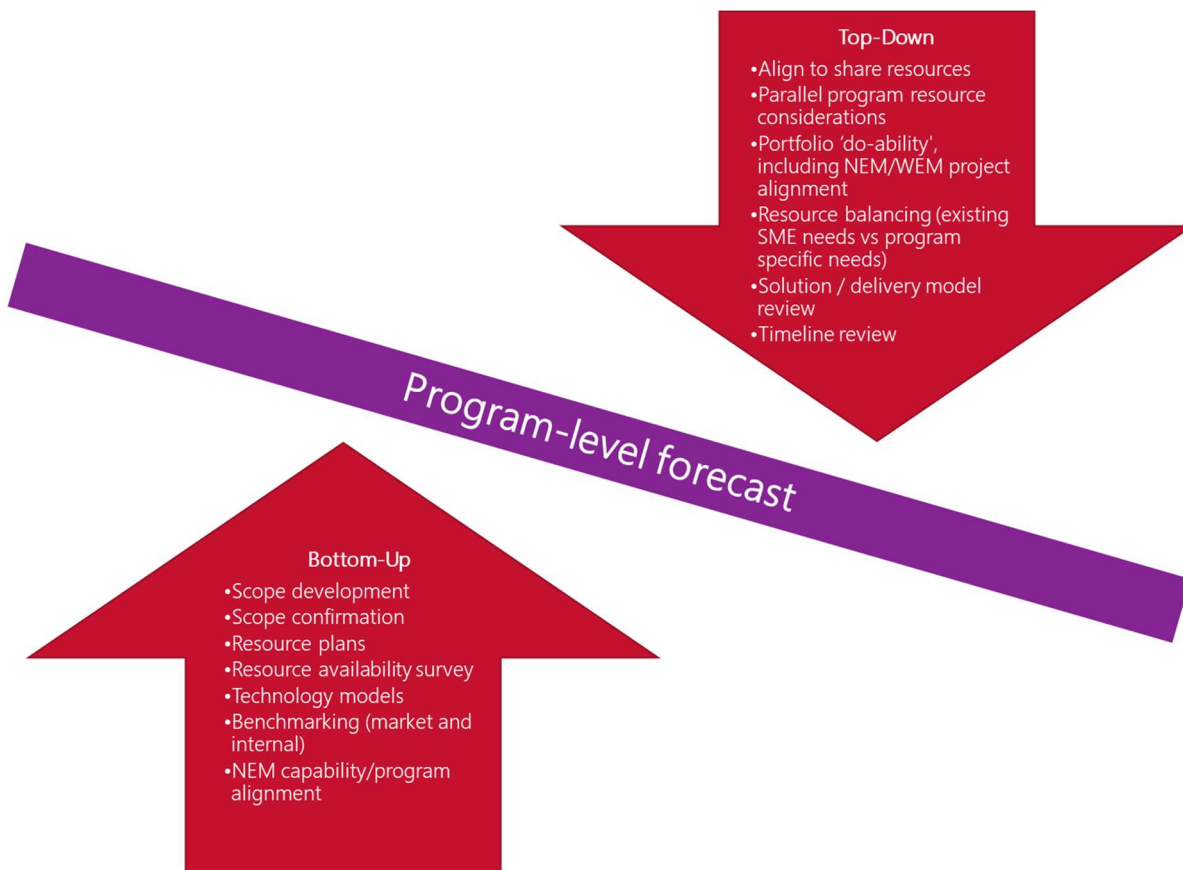 Top-Down
•Align to share resources
•Parallel program resource
considerations
•Portfolio ‘do-ability',
including NEM/WEM project
alignment
•Resource balancing (existing
SME needs vs program
specific needs)
•Solution / delivery model
review
•Timeline review
Program-level forecast
Bottom-Up
•Scope development
•Scope confirmation
•Resource plans
•Resource availability survey
•Technology models
•Benchmarking (market and
internal)
•NEM capability/program
alignment